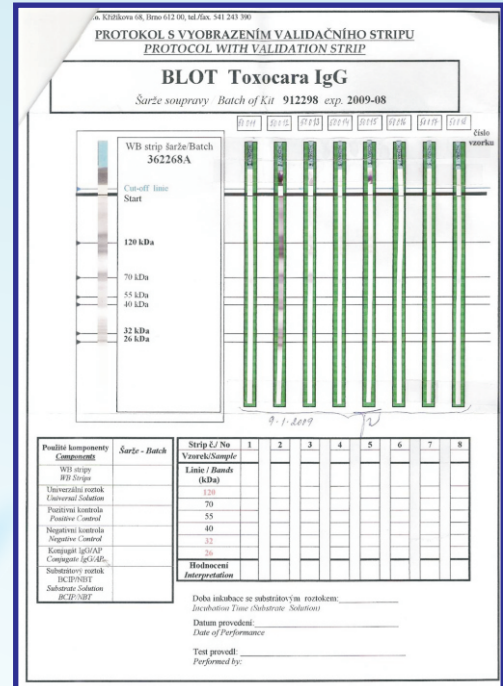 o. Křižíkova 68, Brno 612 00, tel./fax. 541 243 390
PROTOKOL S VYOBRAZENÍM VALIDAČNÍHO STRIPU
PROTOCOL WITH VALIDATION STRIP
BLOT Toxocara IgG
Šarže soupravy Batch of Kit 912298 exp. 2009-08
číslo
vzorku
WB strip šarže/Batch
362268A
Cut-off linie
Start
120 kDa
70 kDa
55 kDa
40 kDa
32 kDa
26 kDa
9.1.2009
Použité komponenty
Components
Šarže - Batch
WB stripy
WB Strips
Univerzální roztok
Universal Solution
Pozitivní kontrola
Positive Control
Negativní kontrola
Negative Control
Konjugát IgG/AP
Conjugate IgG/AP
Substrátový roztok
BCIP/NBT
Substrate Solution
BCIP/NBT
Strip č./ No 1 2 3 4 5 6 7 8
Vzorek/Sample
Linie / Bands
(kDa)
120
70
55
40
32
26
Hodnocení
Interpretation
Doba inkubace se substrátovým roztokem:
Incubation Time (Substrate Solution)
Datum provedení:
Date of Performance
Test provedl:
Performed by: